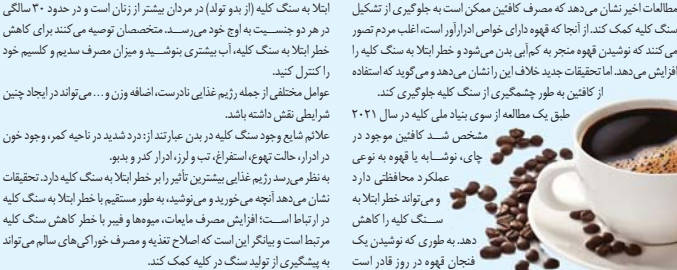 مطالعات اخیر نشان می‌دهد که مصرف کافئین ممکن است به جلوگیری از تشکیل
سنگ کلیه کمک کند. از آنجا که قهوه دارای خواص ادرارآور است، اغلب مردم تصور
می‌کنند که نوشیدن قهوه منجر به کم‌آبی بدن می‌شود و خطر ابتلا به سنگ کلیه را
افزایش می‌دهد. اما تحقیقات جدید خلاف این را نشان می‌دهد و می‌گوید که استفاده
از کافئین به طور چشمگیری از سنگ کلیه جلوگیری کند.
طبق یک مطالعه از سوی بنیاد ملی کلیه در سال ۲۰۲۱
مشخص شــد کافئین موجود در
چای، نوشــابه یا قهوه به نوعی
عملکرد محافظتی دارد
و می‌تواند خطر ابتلا به
ســنگ کلیه را کاهش
دهد. به طوری که نوشیدن یک
فنجان قهوه در روز قادر است
ابتلا به سنگ کلیه (از بدو تولد) در مردان بیشتر از زنان است و در حدود ۳۰ سالگی
در هر دو جنســیت به اوج خود می‌رســد. متخصصان توصیه می‌کنند برای کاهش
خطر ابتلا به سنگ کلیه، آب بیشتری بنوشــید و میزان مصرف سدیم و کلسیم خود
را کنترل کنید.
عوامل مختلفی از جمله رژیم غذایی نادرست، اضافه وزن و... می‌تواند در ایجاد چنین
شرایطی نقش داشته باشد.
علائم شایع وجود سنگ کلیه در بدن عبارتند از: درد شدید در ناحیه کمر، وجود خون
در ادرار، حالت تهوع، استفراغ، تب و لرز، ادرار کدر و بدبو.
به نظر می‌رسد رژیم غذایی بیشترین تأثیر را بر خطر ابتلا به سنگ کلیه دارد. تحقیقات
نشان می‌دهد آنچه می‌خورید و می‌نوشید، به طور مستقیم با خطر ابتلا به سنگ کلیه
در ارتباط اســت؛ افزایش مصرف مایعات، میوه‌ها و فیبر با خطر کاهش سنگ کلیه
مرتبط است و بیانگر این است که اصلاح تغذیه و مصرف خوراکی‌های سالم می‌تواند
به پیشگیری از تولید سنگ در کلیه کمک کند.